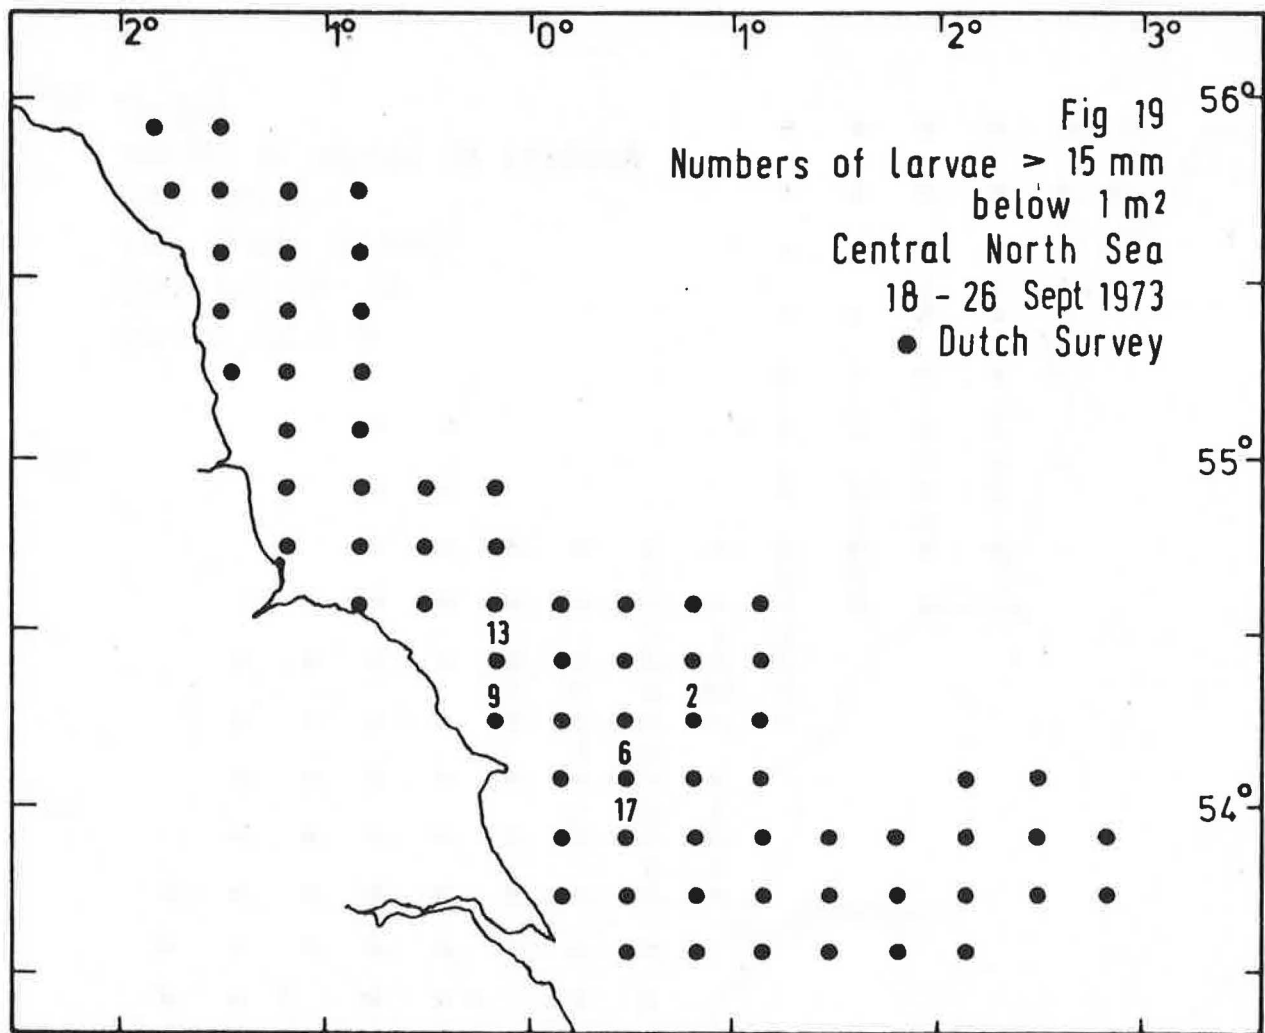 2° 1° 0° 1° 2° 3°
56°
Fig 19
Numbers of larvae > 15 mm
below 1 m²
Central North Sea
18 - 26 Sept 1973
● Dutch Survey
55°
13
9 2
6
54°
17